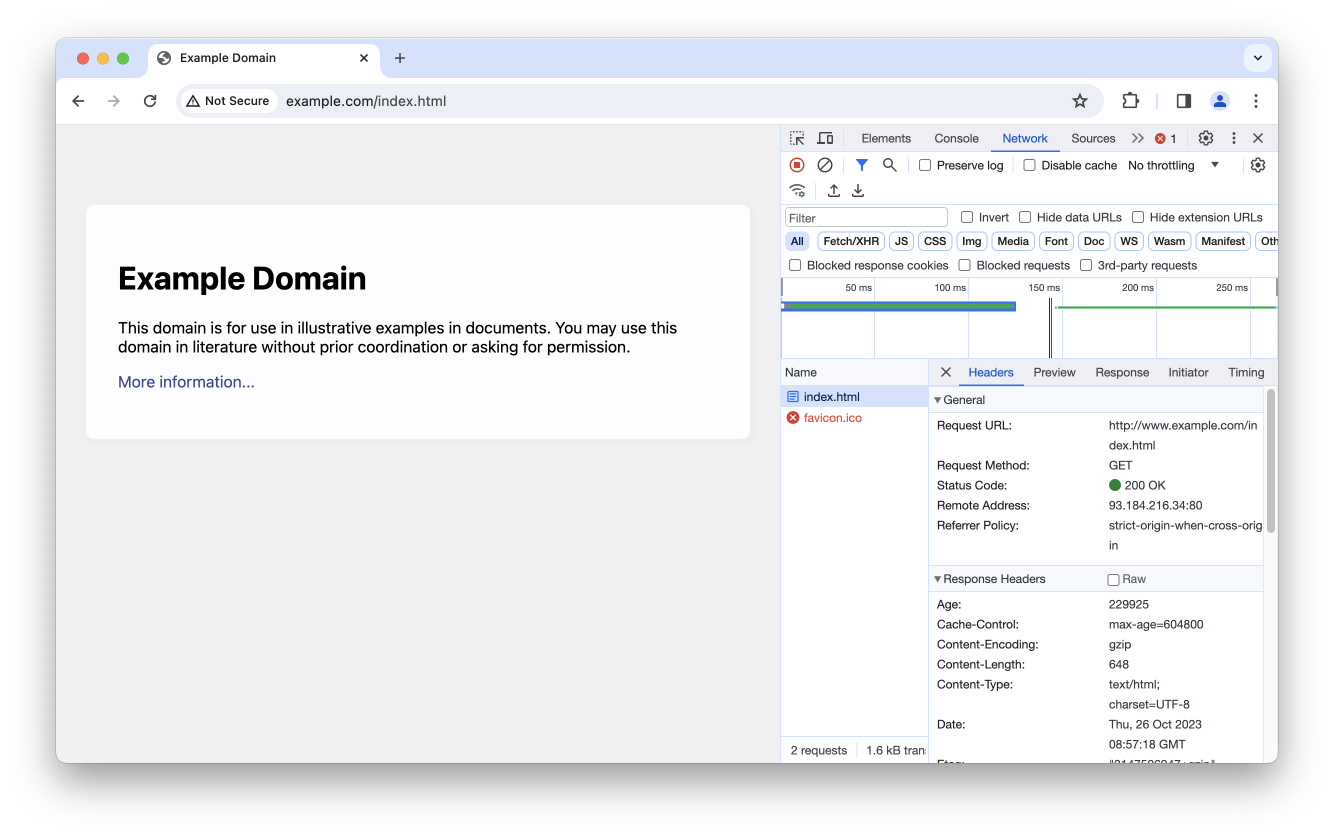 Example Domain
Not Secure
example.com/index.html
Elements Console Network Sources 1
Preserve log Disable cache No throttling
Filter Invert Hide data URLs Hide extension URLs
All Fetch/XHR JS CSS Img Media Font Doc WS Wasm Manifest Oth
Blocked response cookies Blocked requests 3rd-party requests
50 ms 100 ms 150 ms 200 ms 250 ms
Example Domain
This domain is for use in illustrative examples in documents. You may use this
domain in literature without prior coordination or asking for permission.
More information...
Name
index.html
favicon.ico
2 requests 1.6 kB tran
Headers Preview Response Initiator Timing
General
Request URL: http://www.example.com/in
dex.html
Request Method: GET
Status Code: 200 OK
Remote Address: 93.184.216.34:80
Referrer Policy: strict-origin-when-cross-orig
in
Response Headers Raw
Age: 229925
Cache-Control: max-age=604800
Content-Encoding: gzip
Content-Length: 648
Content-Type: text/html;
charset=UTF-8
Date: Thu, 26 Oct 2023
08:57:18 GMT